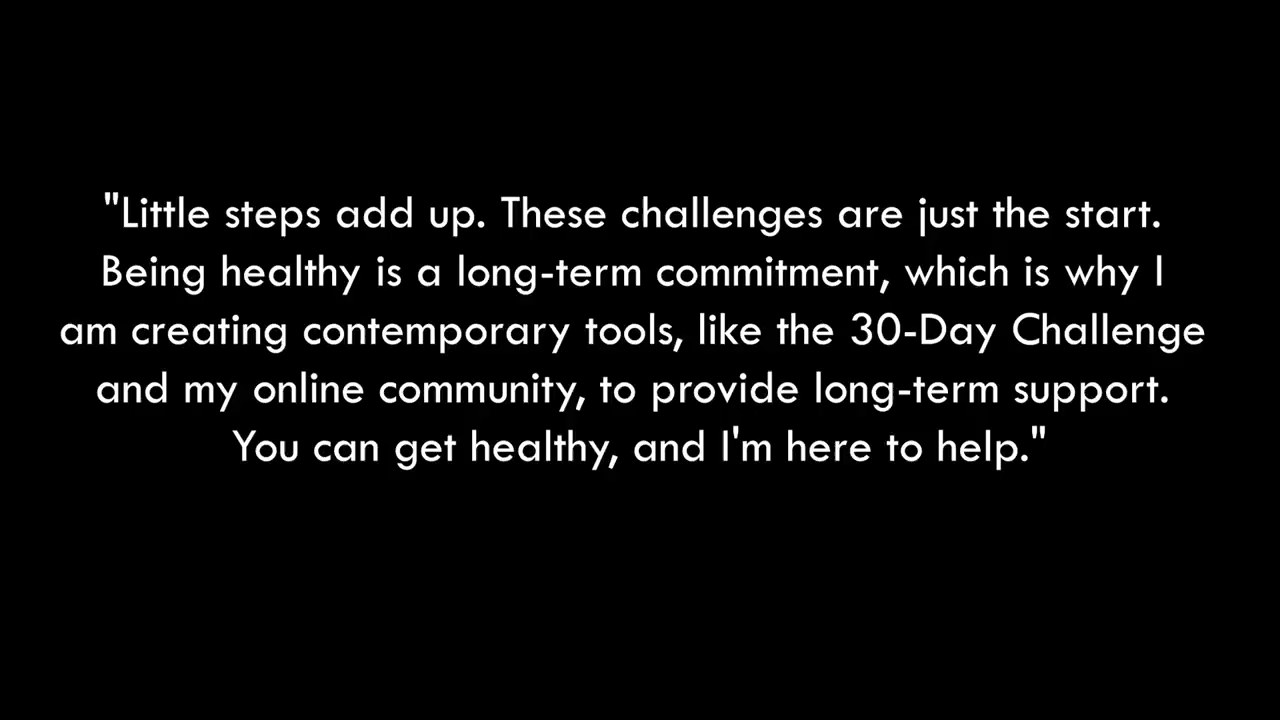 "Little steps add up. These challenges are just the start.
Being healthy is a long-term commitment, which is why I
am creating contemporary tools, like the 30-Day Challenge
and my online community, to provide long-term support.
You can get healthy, and I'm here to help."